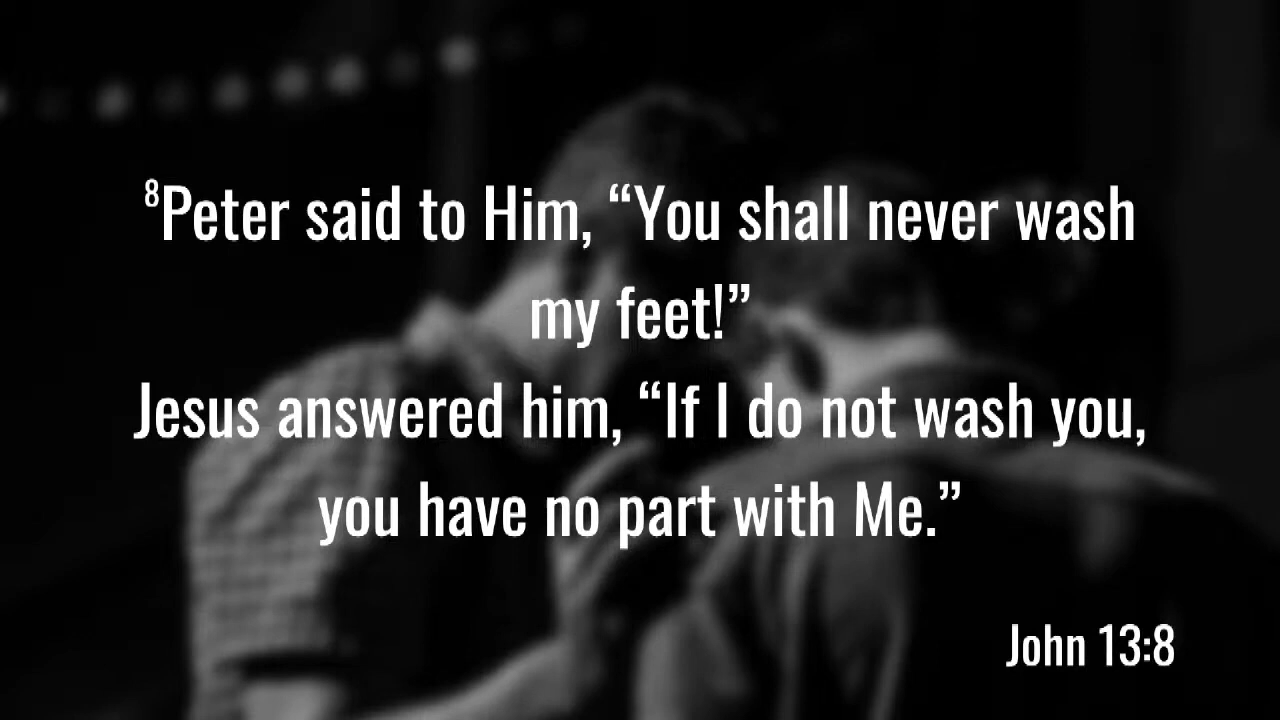 ⁸Peter said to Him, “You shall never wash
my feet!”
Jesus answered him, “If I do not wash you,
you have no part with Me.”
John 13:8